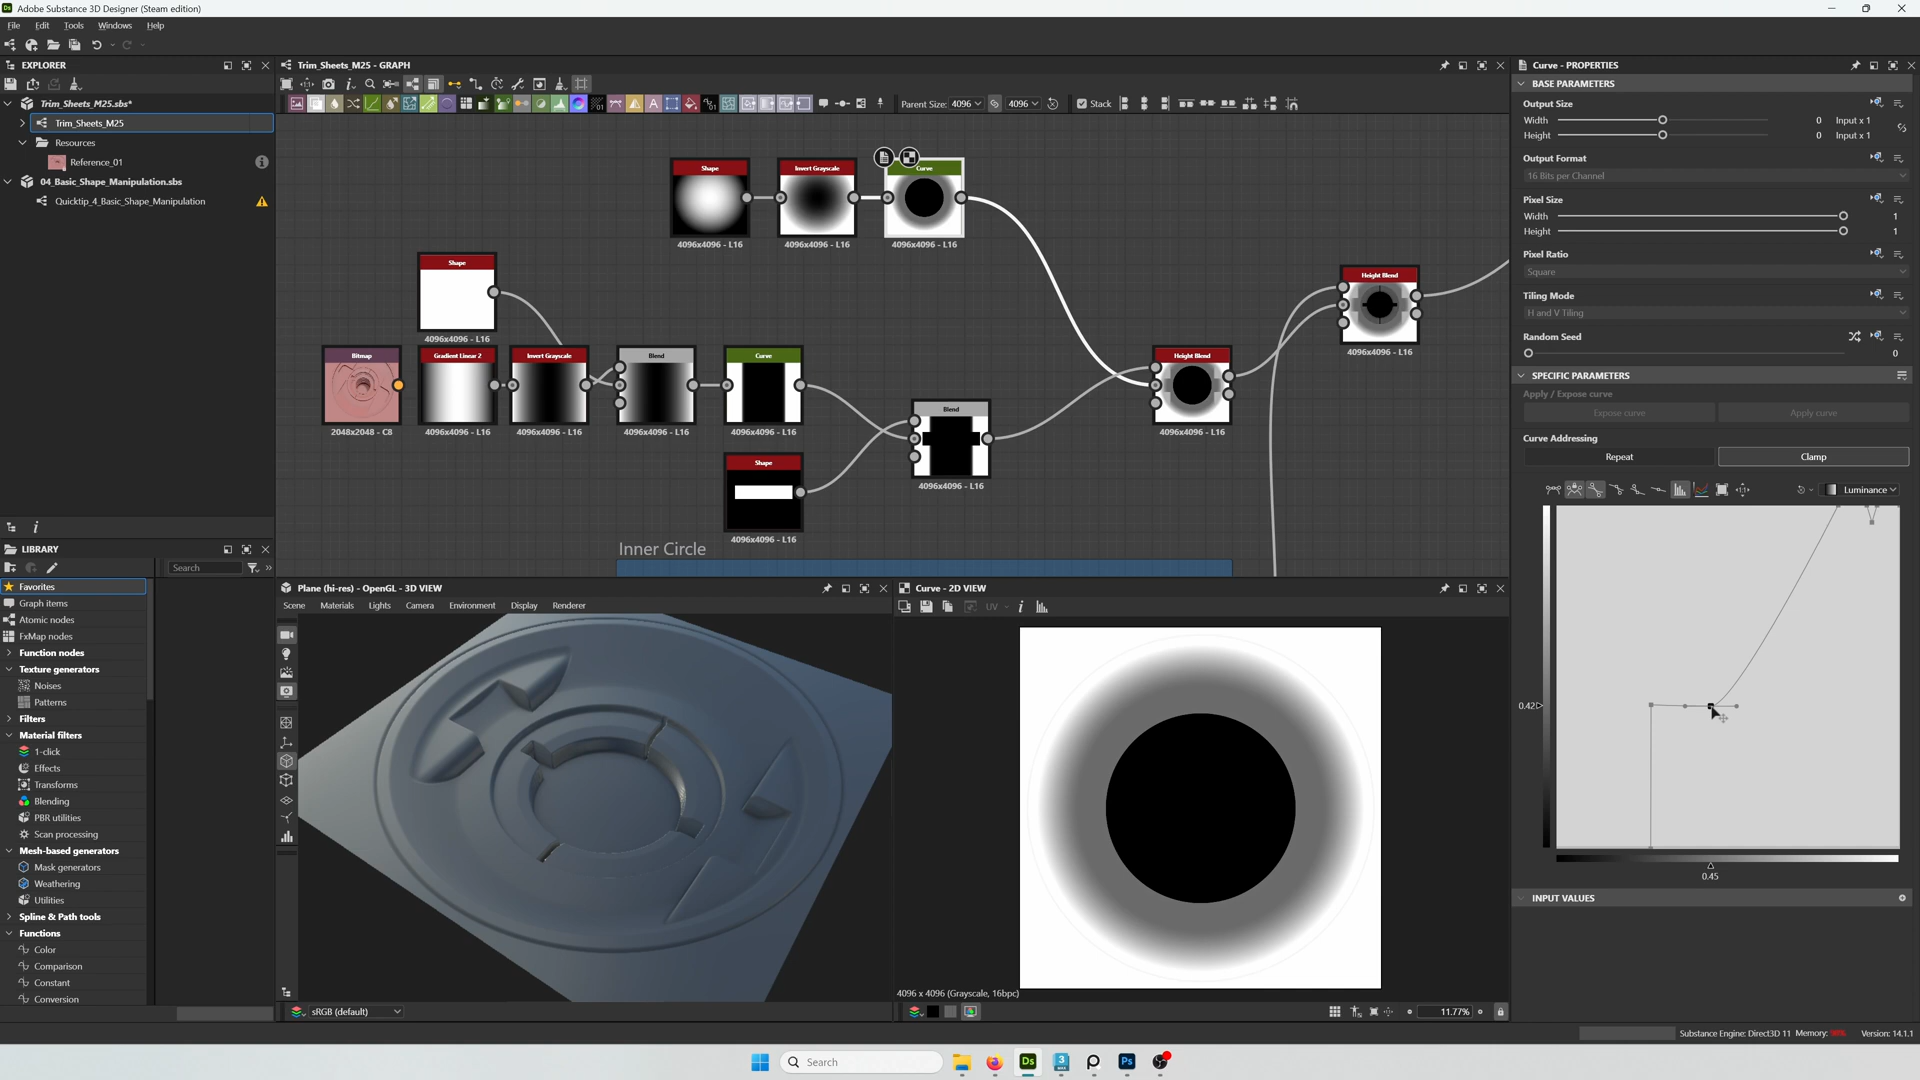 Adobe Substance 3D Designer (Steam edition)
File Edit Tools Windows Help
EXPLORER
Trim_Sheets_M25.sbs*
Trim_Sheets_M25
Resources
Reference_01
04_Basic_Shape_Manipulation.sbs
Quicktip_4_Basic_Shape_Manipulation
LIBRARY
Search
Favorites
Graph items
Atomic nodes
FxMap nodes
Function nodes
Texture generators
Noises
Patterns
Filters
Material filters
1-click
Effects
Transforms
Blending
PBR utilities
Scan processing
Mesh-based generators
Mask generators
Weathering
Utilities
Spline & Path tools
Functions
Color
Comparison
Constant
Conversion
Trim_Sheets_M25 - GRAPH
Parent Size: 4096 4096 Stack
Shape Invert Grayscale Curve
4096x4096 - L16 4096x4096 - L16 4096x4096 - L16
Shape
4096x4096 - L16
Height Blend
4096x4096 - L16
Bitmap Gradient Linear 2 Invert Grayscale Blend Curve Height Blend
2048x2048 - C8 4096x4096 - L16 4096x4096 - L16 4096x4096 - L16 4096x4096 - L16 4096x4096 - L16
Blend
4096x4096 - L16
Shape
4096x4096 - L16
Inner Circle
Plane (hi-res) - OpenGL - 3D VIEW
Scene Materials Lights Camera Environment Display Renderer
sRGB (default)
Curve - 2D VIEW
UV
4096 x 4096 (Grayscale, 16bpc)
11.77%
Curve - PROPERTIES
BASE PARAMETERS
Output Size
Width 0 Input x 1
Height 0 Input x 1
Output Format
16 Bits per Channel
Pixel Size
Width 1
Height 1
Pixel Ratio
Square
Tiling Mode
H and V Tiling
Random Seed
0
SPECIFIC PARAMETERS
Apply / Expose curve
Expose curve Apply curve
Curve Addressing
Repeat Clamp
Luminance
0.42
0.45
INPUT VALUES
Substance Engine: Direct3D 11 Memory: Version: 14.1.1
Search